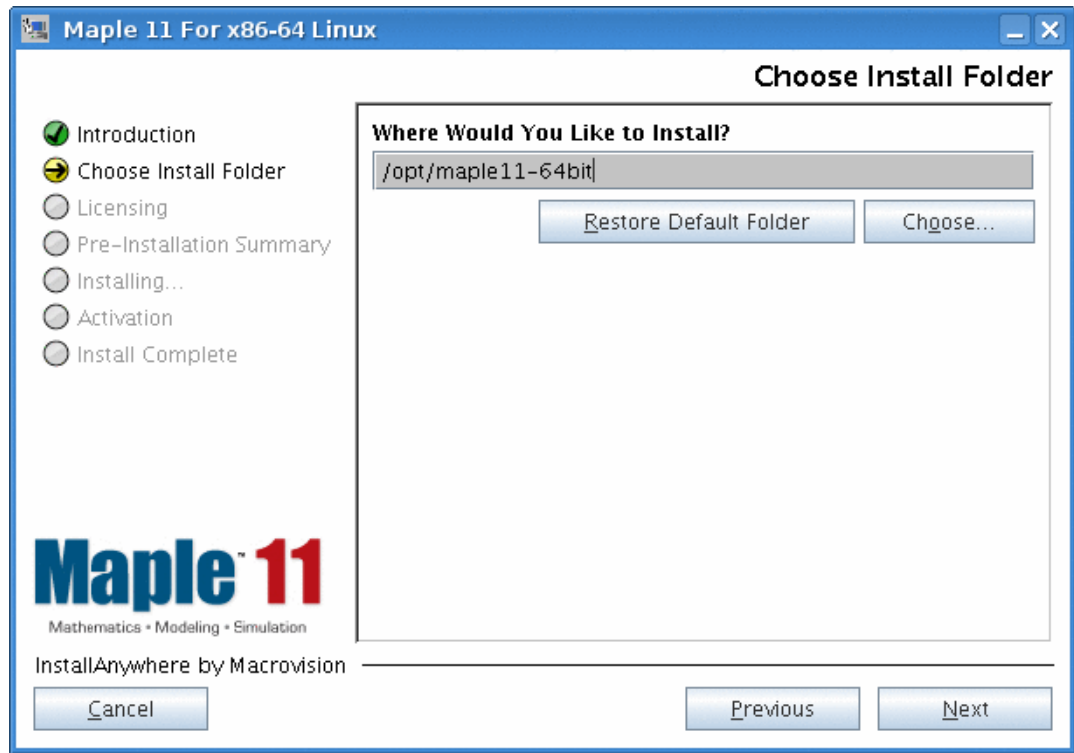 Maple 11 For x86-64 Linux
Choose Install Folder
Introduction
Choose Install Folder
Licensing
Pre-Installation Summary
Installing...
Activation
Install Complete
Where Would You Like to Install?
/opt/maple11-64bit
Restore Default Folder
Choose...
Maple™ 11
Mathematics • Modeling • Simulation
InstallAnywhere by Macrovision
Cancel
Previous
Next